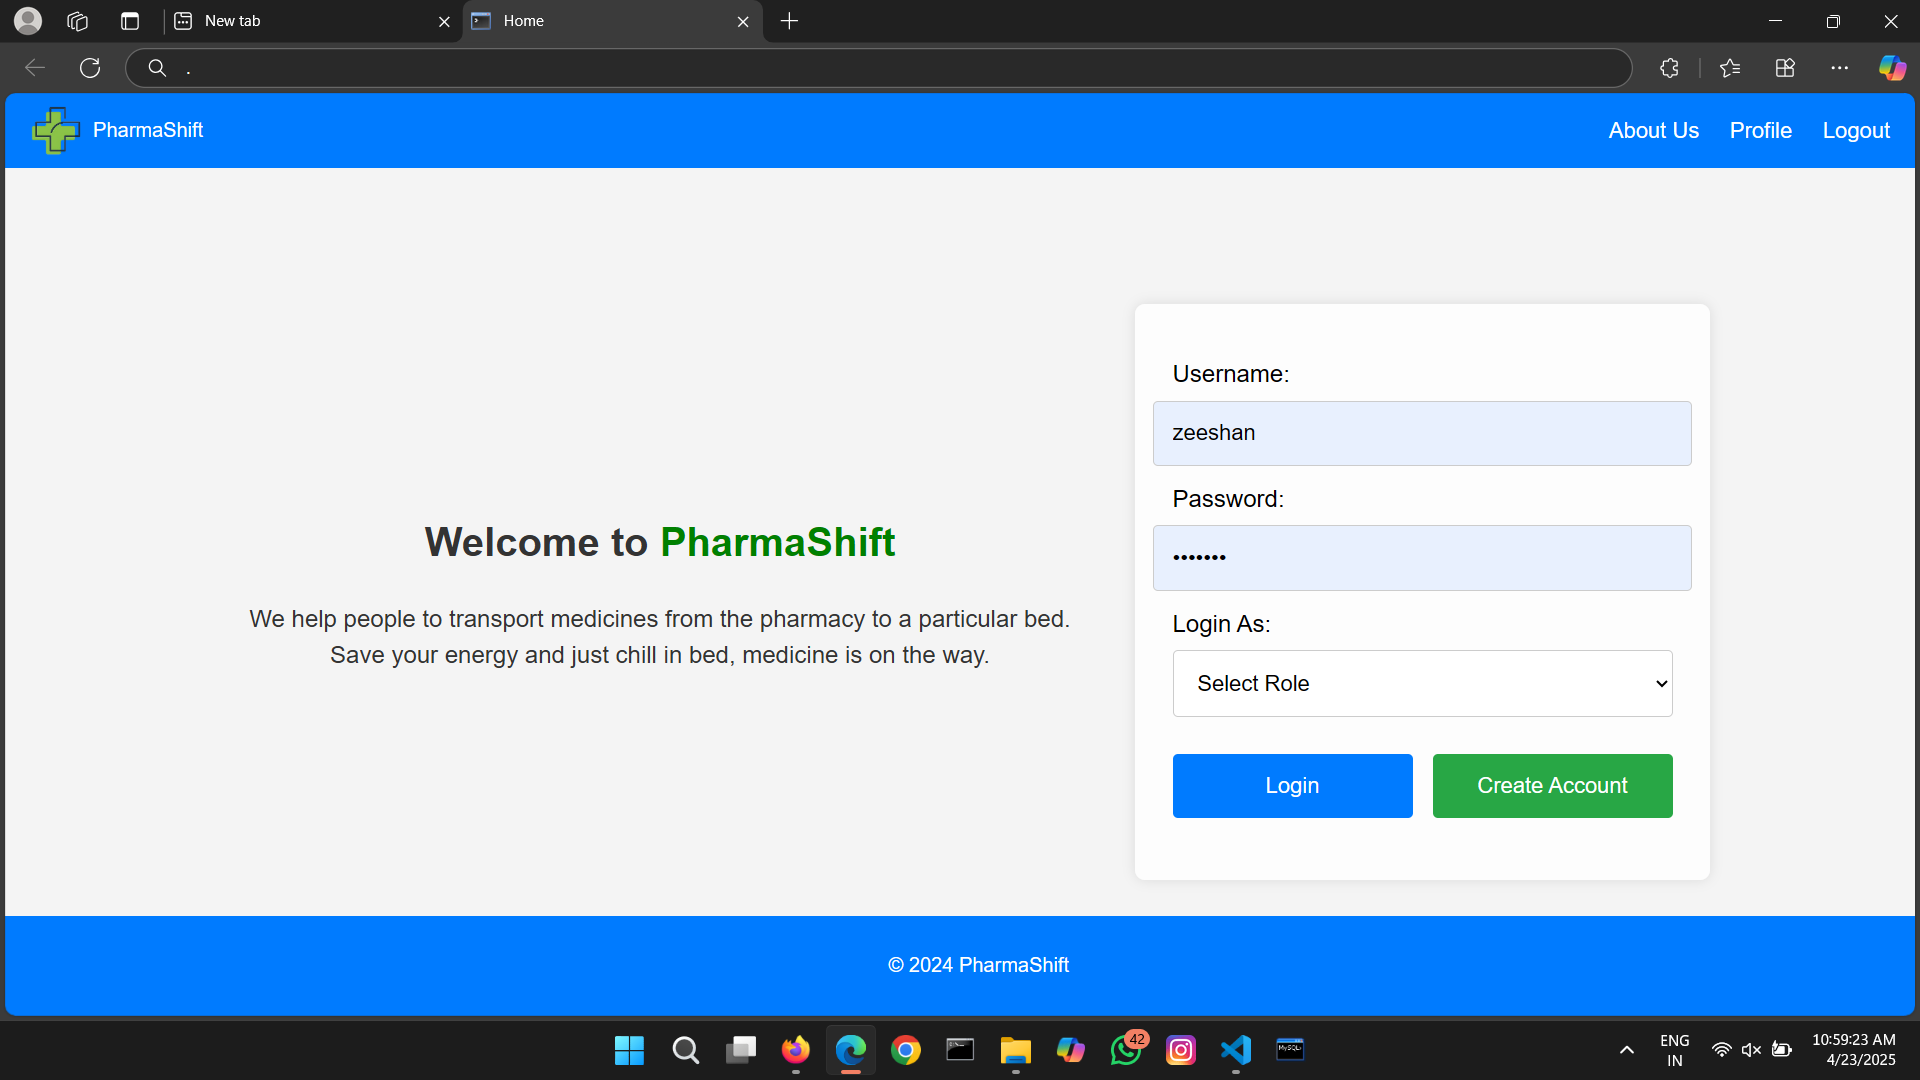 New tab
Home
.
PharmaShift
About Us
Profile
Logout
Username:
zeeshan
Password:
•••••••
Login As:
Select Role
Login
Create Account
Welcome to PharmaShift
We help people to transport medicines from the pharmacy to a particular bed.
Save your energy and just chill in bed, medicine is on the way.
© 2024 PharmaShift
42
MySQL
ENG
IN
10:59:23 AM
4/23/2025